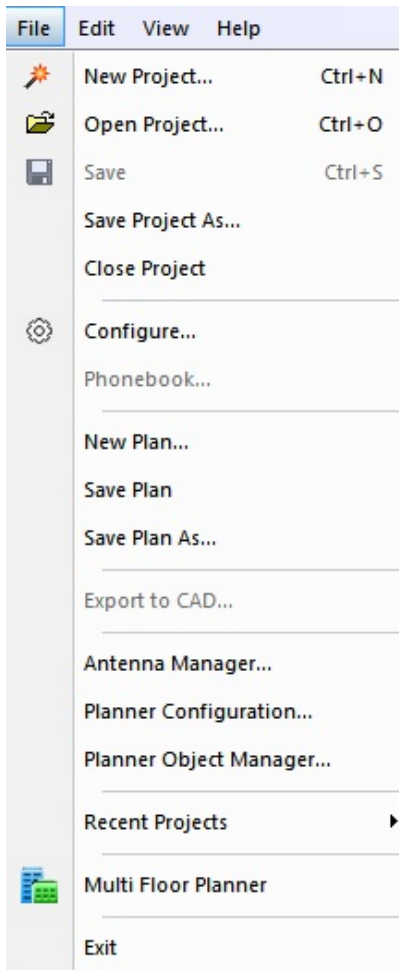 File Edit View Help
New Project... Ctrl+N
Open Project... Ctrl+O
Save Ctrl+S
Save Project As...
Close Project
Configure...
Phonebook...
New Plan...
Save Plan
Save Plan As...
Export to CAD...
Antenna Manager...
Planner Configuration...
Planner Object Manager...
Recent Projects
Multi Floor Planner
Exit